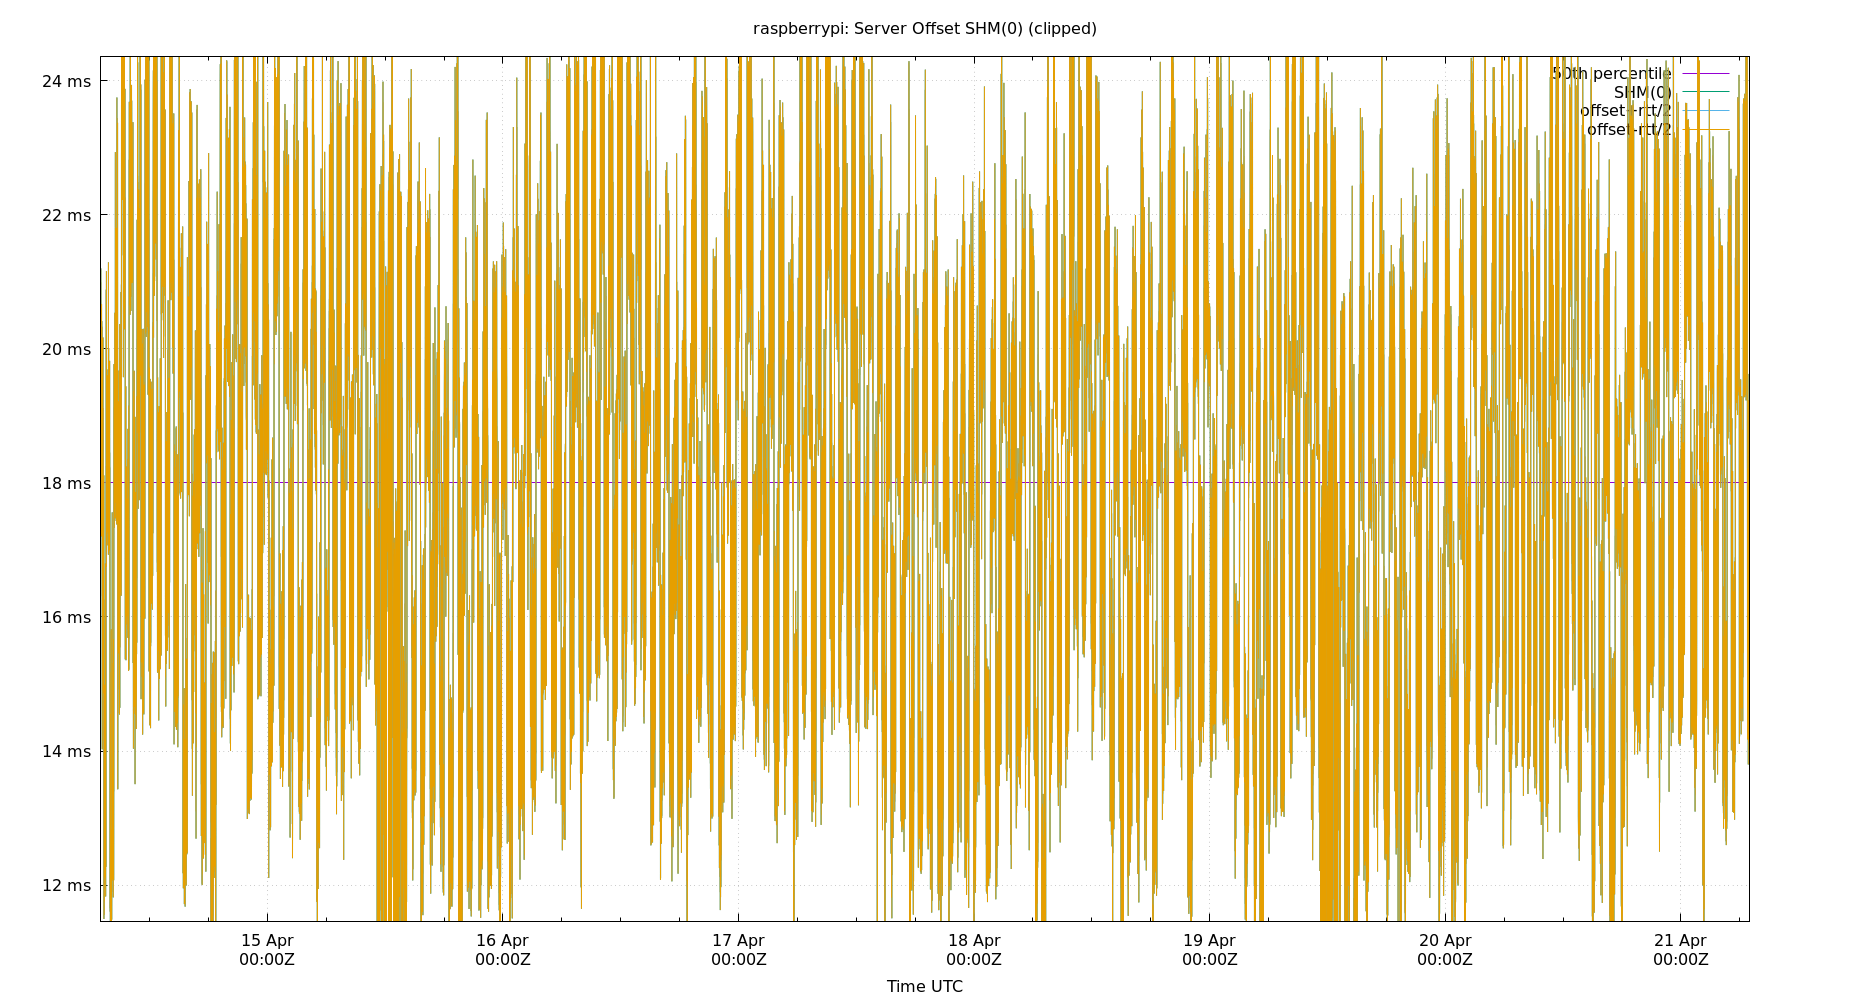 raspberrypi: Server Offset SHM(0) (clipped)
24 ms
22 ms
20 ms
18 ms
16 ms
14 ms
12 ms
50th percentile
SHM(0)
offset+rtt/2
offset-rtt/2
15 Apr
00:00Z
16 Apr
00:00Z
17 Apr
00:00Z
18 Apr
00:00Z
19 Apr
00:00Z
20 Apr
00:00Z
21 Apr
00:00Z
Time UTC